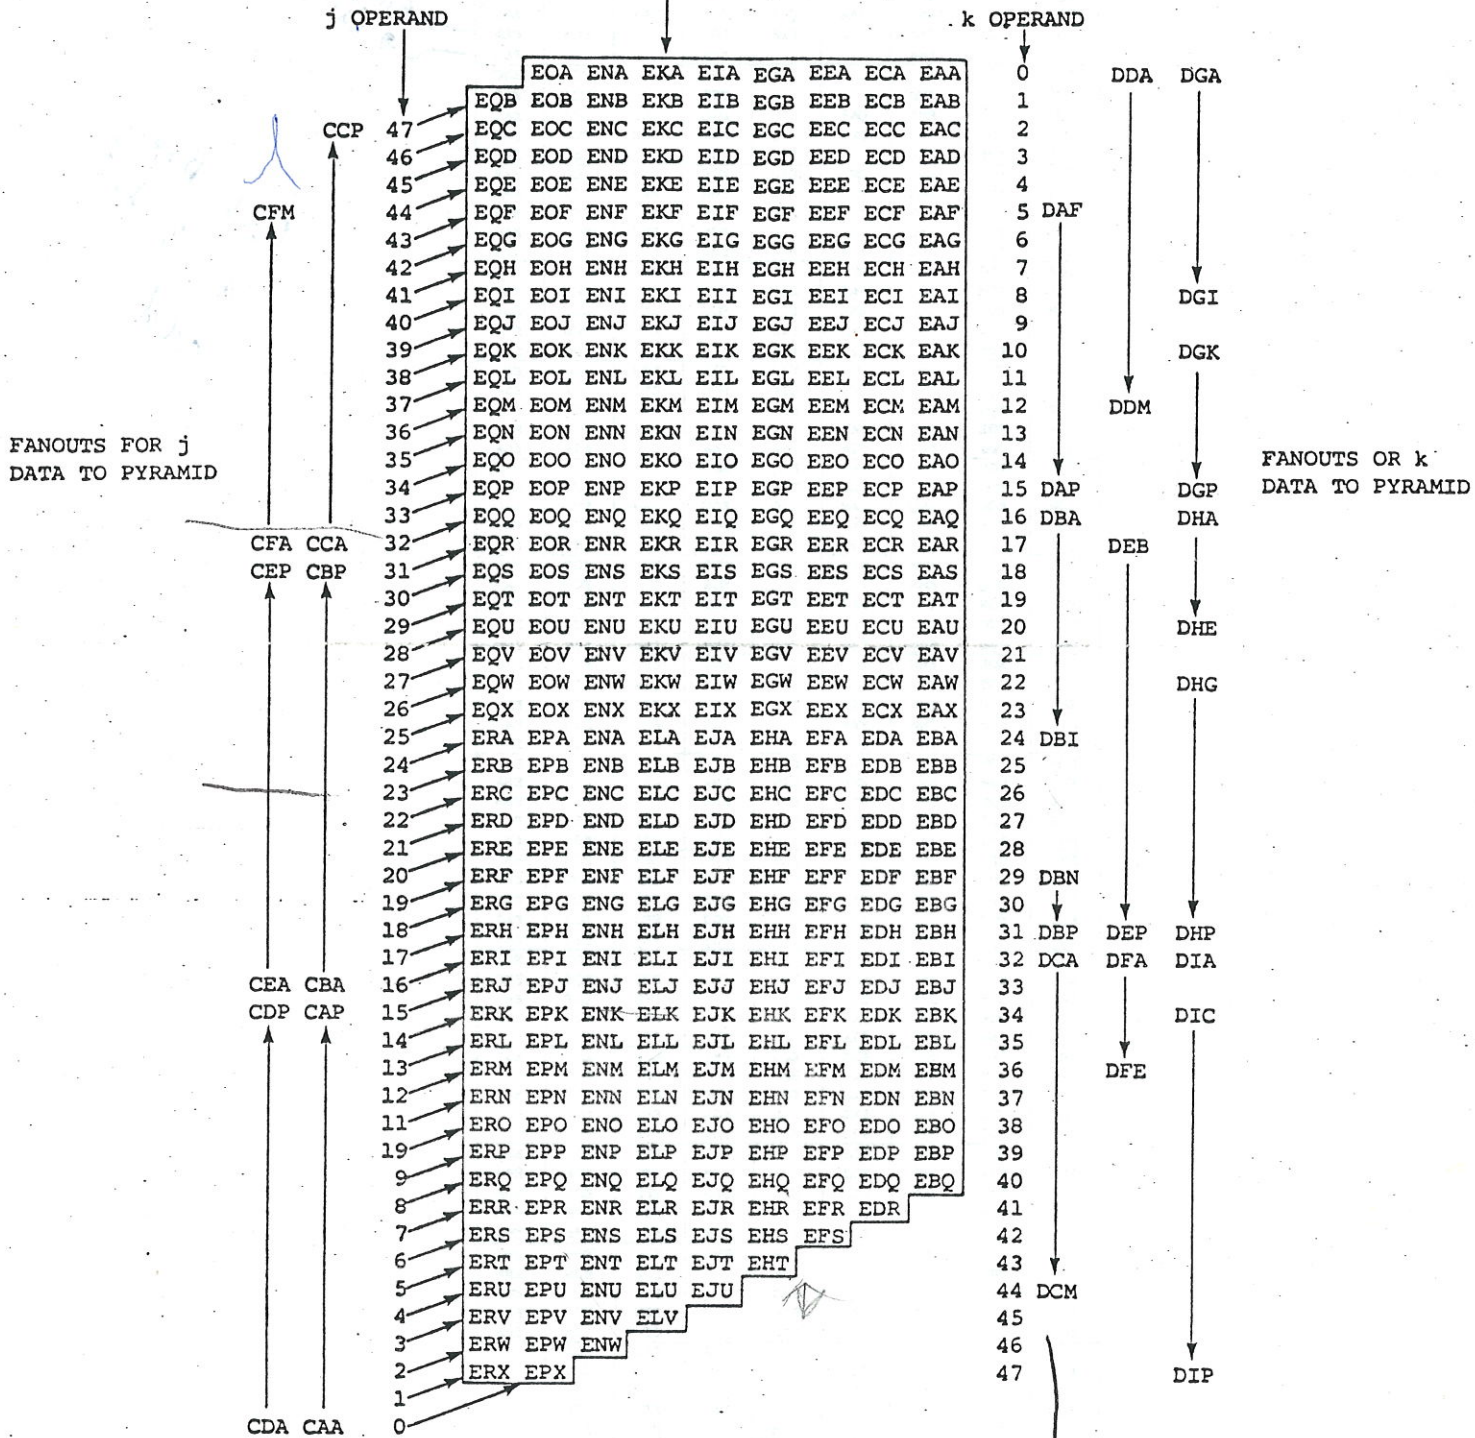 j OPERAND k OPERAND
EOA ENA EKA EIA EGA EEA ECA EAA 0 DDA DGA
EQB EOB ENB EKB EIB EGB EEB ECB EAB 1
CCP 47 EQC EOC ENC EKC EIC EGC EEC ECC EAC 2
46 EQD EOD END EKD EID EGD EED ECD EAD 3
45 EQE EOE ENE EKE EIE EGE EEE ECE EAE 4
CFM 44 EQF EOF ENF EKF EIF EGF EEF ECF EAF 5 DAF
43 EQG EOG ENG EKG EIG EGG EEG ECG EAG 6
42 EQH EOH ENH EKH EIH EGH EEH ECH EAH 7
41 EQI EOI ENI EKI EII EGI EEI ECI EAI 8 DGI
40 EQJ EOJ ENJ EKJ EIJ EGJ EEJ ECJ EAJ 9
39 EQK EOK ENK EKK EIK EGK EEK ECK EAK 10 DGK
38 EQL EOL ENL EKL EIL EGL EEL ECL EAL 11
37 EQM EOM ENM EKM EIM EGM EEM ECM EAM 12 DDM
FANOUTS FOR j 36 EQN EON ENN EKN EIN EGN EEN ECN EAN 13
DATA TO PYRAMID 35 EQO EOO ENO EKO EIO EGO EEO ECO EAO 14 FANOUTS OR k
34 EQP EOP ENP EKP EIP EGP EEP ECP EAP 15 DAP DGP DATA TO PYRAMID
33 EQQ EOQ ENQ EKQ EIQ EGQ EEQ ECQ EAQ 16 DBA DHA
CFA CCA 32 EQR EOR ENR EKR EIR EGR EER ECR EAR 17 DEB
CEP CBP 31 EQS EOS ENS EKS EIS EGS EES ECS EAS 18
30 EQT EOT ENT EKT EIT EGT EET ECT EAT 19
29 EQU EOU ENU EKU EIU EGU EEU ECU EAU 20 DHE
28 EQV EOV ENV EKV EIV EGV EEV ECV EAV 21
27 EQW EOW ENW EKW EIW EGW EEW ECW EAW 22 DHG
26 EQX EOX ENX EKX EIX EGX EEX ECX EAX 23
25 ERA EPA ENA ELA EJA EHA EFA EDA EBA 24 DBI
24 ERB EPB ENB ELB EJB EHB EFB EDB EBB 25
23 ERC EPC ENC ELC EJC EHC EFC EDC EBC 26
22 ERD EPD END ELD EJD EHD EFD EDD EBD 27
21 ERE EPE ENE ELE EJE EHE EFE EDE EBE 28
20 ERF EPF ENF ELF EJF EHF EFF EDF EBF 29 DBN
19 ERG EPG ENG ELG EJG EHG EFG EDG EBG 30
18 ERH EPH ENH ELH EJH EHH EFH EDH EBH 31 DBP DEP DHP
17 ERI EPI ENI ELI EJI EHI EFI EDI EBI 32 DCA DFA DIA
CEA CBA 16 ERJ EPJ ENJ ELJ EJJ EHJ EFJ EDJ EBJ 33
CDP CAP 15 ERK EPK ENK ELK EJK EHK EFK EDK EBK 34 DIC
14 ERL EPL ENL ELL EJL EHL EFL EDL EBL 35
13 ERM EPM ENM ELM EJM EHM EFM EDM EBM 36 DFE
12 ERN EPN ENN ELN EJN EHN EFN EDN EBN 37
11 ERO EPO ENO ELO EJO EHO EFO EDO EBO 38
19 ERP EPP ENP ELP EJP EHP EFP EDP EBP 39
9 ERQ EPQ ENQ ELQ EJQ EHQ EFQ EDQ EBQ 40
8 ERR EPR ENR ELR EJR EHR EFR EDR 41
7 ERS EPS ENS ELS EJS EHS EFS 42
6 ERT EPT ENT ELT EJT EHT 43
5 ERU EPU ENU ELU EJU 44 DCM
4 ERV EPV ENV ELV 45
3 ERW EPW ENW 46
2 ERX EPX 47 DIP
1
CDA CAA 0